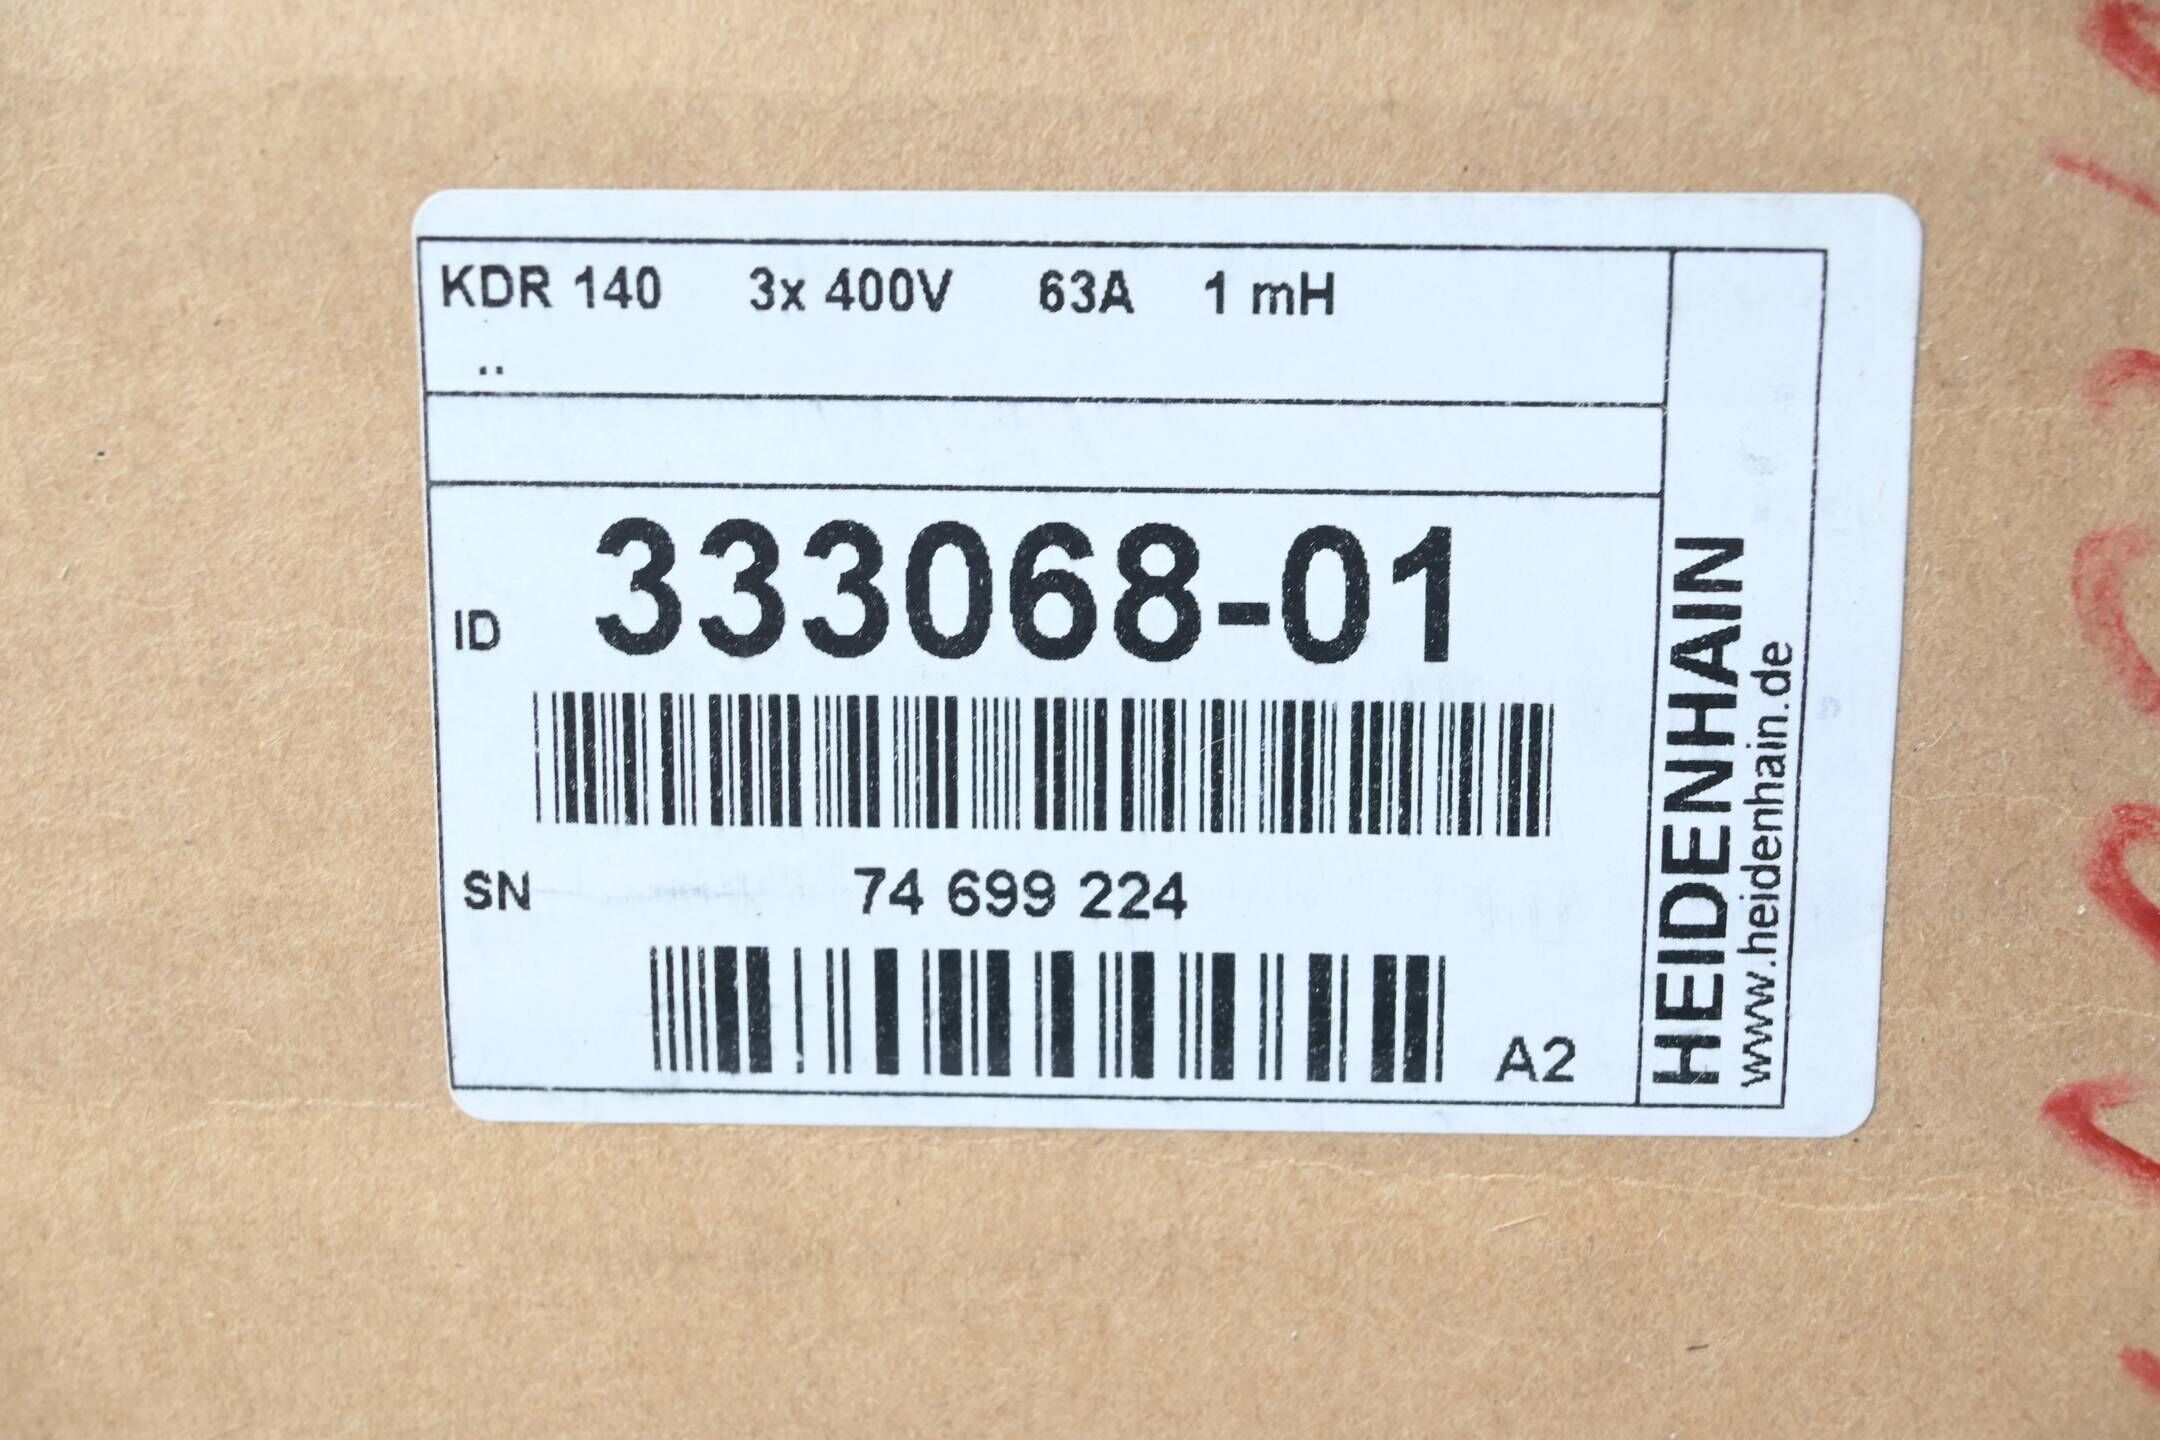 KDR 140 3x 400V 63A 1 mH
..
ID 333068-01
SN 74 699 224
A2
HEIDENHAIN
www.heidenhain.de